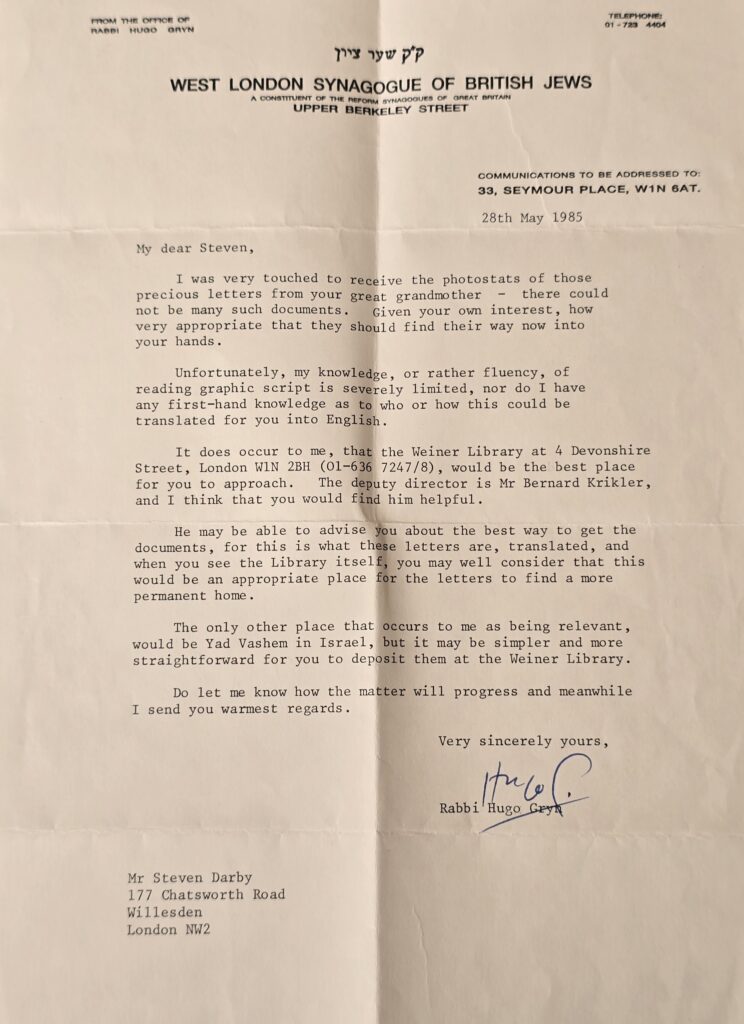 FROM THE OFFICE OF
RABBI HUGO GRYN
TELEPHONE:
01 - 723 4404
ק"ק שער ציון
WEST LONDON SYNAGOGUE OF BRITISH JEWS
A CONSTITUENT OF THE REFORM SYNAGOGUES OF GREAT BRITAIN
UPPER BERKELEY STREET
COMMUNICATIONS TO BE ADDRESSED TO:
33, SEYMOUR PLACE, W1N 6AT.
28th May 1985
My dear Steven,
I was very touched to receive the photostats of those
precious letters from your great grandmother - there could
not be many such documents. Given your own interest, how
very appropriate that they should find their way now into
your hands.
Unfortunately, my knowledge, or rather fluency, of
reading graphic script is severely limited, nor do I have
any first-hand knowledge as to who or how this could be
translated for you into English.
It does occur to me, that the Weiner Library at 4 Devonshire
Street, London W1N 2BH (01-636 7247/8), would be the best place
for you to approach. The deputy director is Mr Bernard Krikler,
and I think that you would find him helpful.
He may be able to advise you about the best way to get the
documents, for this is what these letters are, translated, and
when you see the Library itself, you may well consider that this
would be an appropriate place for the letters to find a more
permanent home.
The only other place that occurs to me as being relevant,
would be Yad Vashem in Israel, but it may be simpler and more
straightforward for you to deposit them at the Weiner Library.
Do let me know how the matter will progress and meanwhile
I send you warmest regards.
Very sincerely yours,
Hugo G.
Rabbi Hugo Gryn
Mr Steven Darby
177 Chatsworth Road
Willesden
London NW2